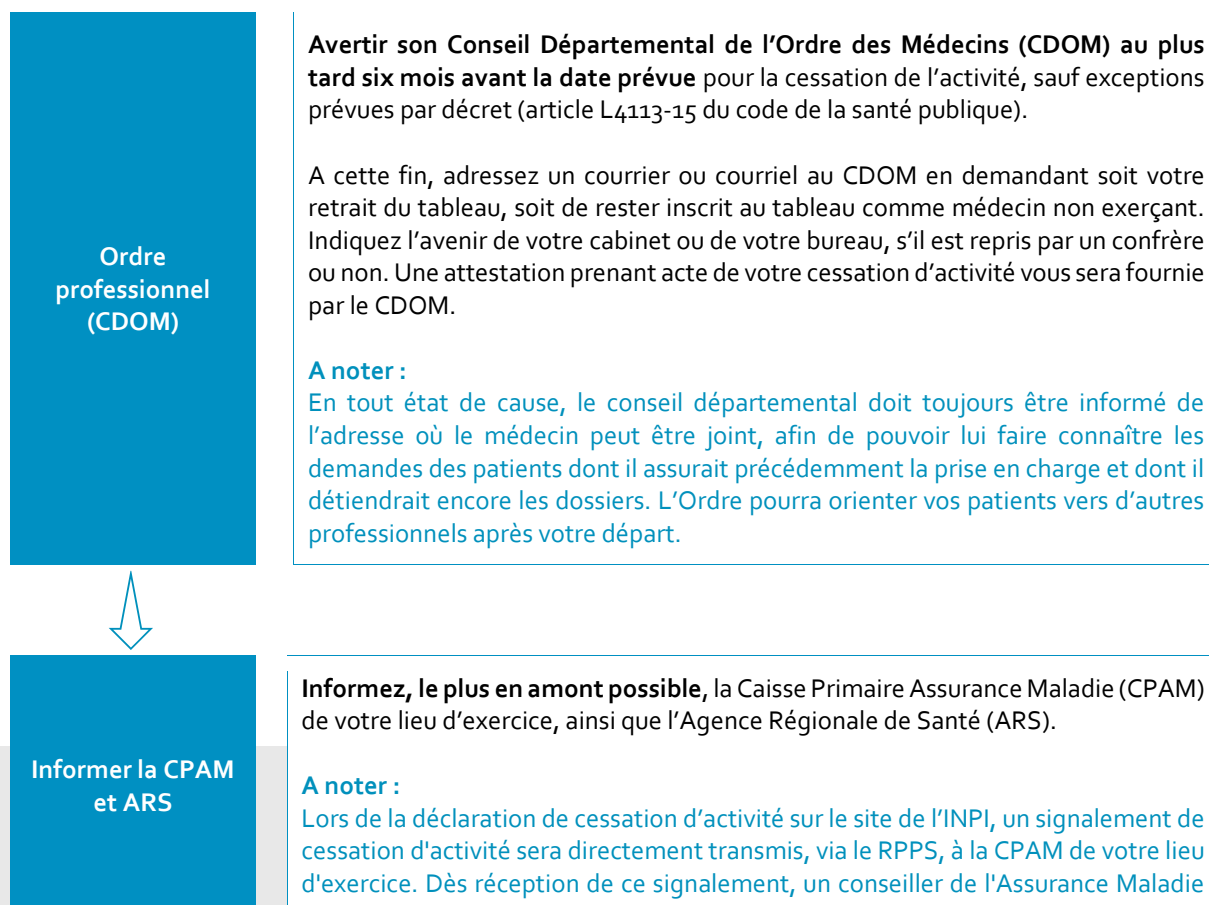 Ordre
professionnel
(CDOM)
Avertir son Conseil Départemental de l’Ordre des Médecins (CDOM) au plus
tard six mois avant la date prévue pour la cessation de l’activité, sauf exceptions
prévues par décret (article L4113-15 du code de la santé publique).
A cette fin, adressez un courrier ou courriel au CDOM en demandant soit votre
retrait du tableau, soit de rester inscrit au tableau comme médecin non exerçant.
Indiquez l’avenir de votre cabinet ou de votre bureau, s’il est repris par un confrère
ou non. Une attestation prenant acte de votre cessation d’activité vous sera fournie
par le CDOM.
A noter :
En tout état de cause, le conseil départemental doit toujours être informé de
l’adresse où le médecin peut être joint, afin de pouvoir lui faire connaître les
demandes des patients dont il assurait précédemment la prise en charge et dont il
détiendrait encore les dossiers. L’Ordre pourra orienter vos patients vers d’autres
professionnels après votre départ.
Informer la CPAM
et ARS
Informez, le plus en amont possible, la Caisse Primaire Assurance Maladie (CPAM)
de votre lieu d’exercice, ainsi que l’Agence Régionale de Santé (ARS).
A noter :
Lors de la déclaration de cessation d’activité sur le site de l’INPI, un signalement de
cessation d'activité sera directement transmis, via le RPPS, à la CPAM de votre lieu
d'exercice. Dès réception de ce signalement, un conseiller de l'Assurance Maladie